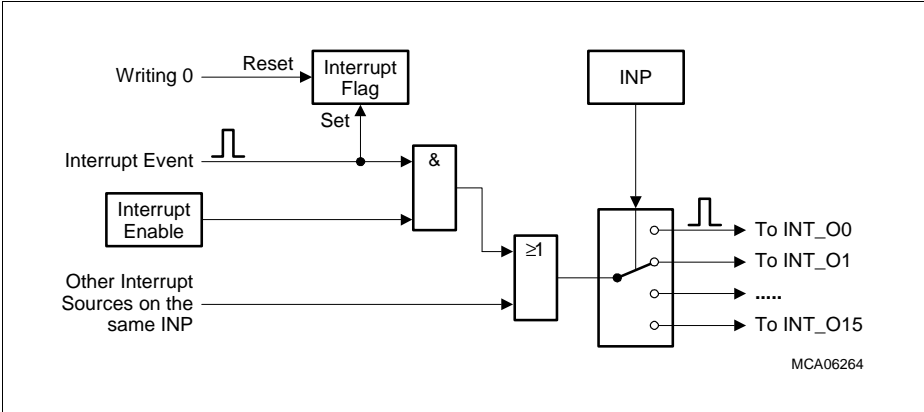 Writing 0
Reset
Interrupt
Flag
INP
Set
Interrupt Event
&
Interrupt
Enable
To INT_O0
≥1
To INT_O1
Other Interrupt
Sources on the
same INP
.....
To INT_O15
MCA06264